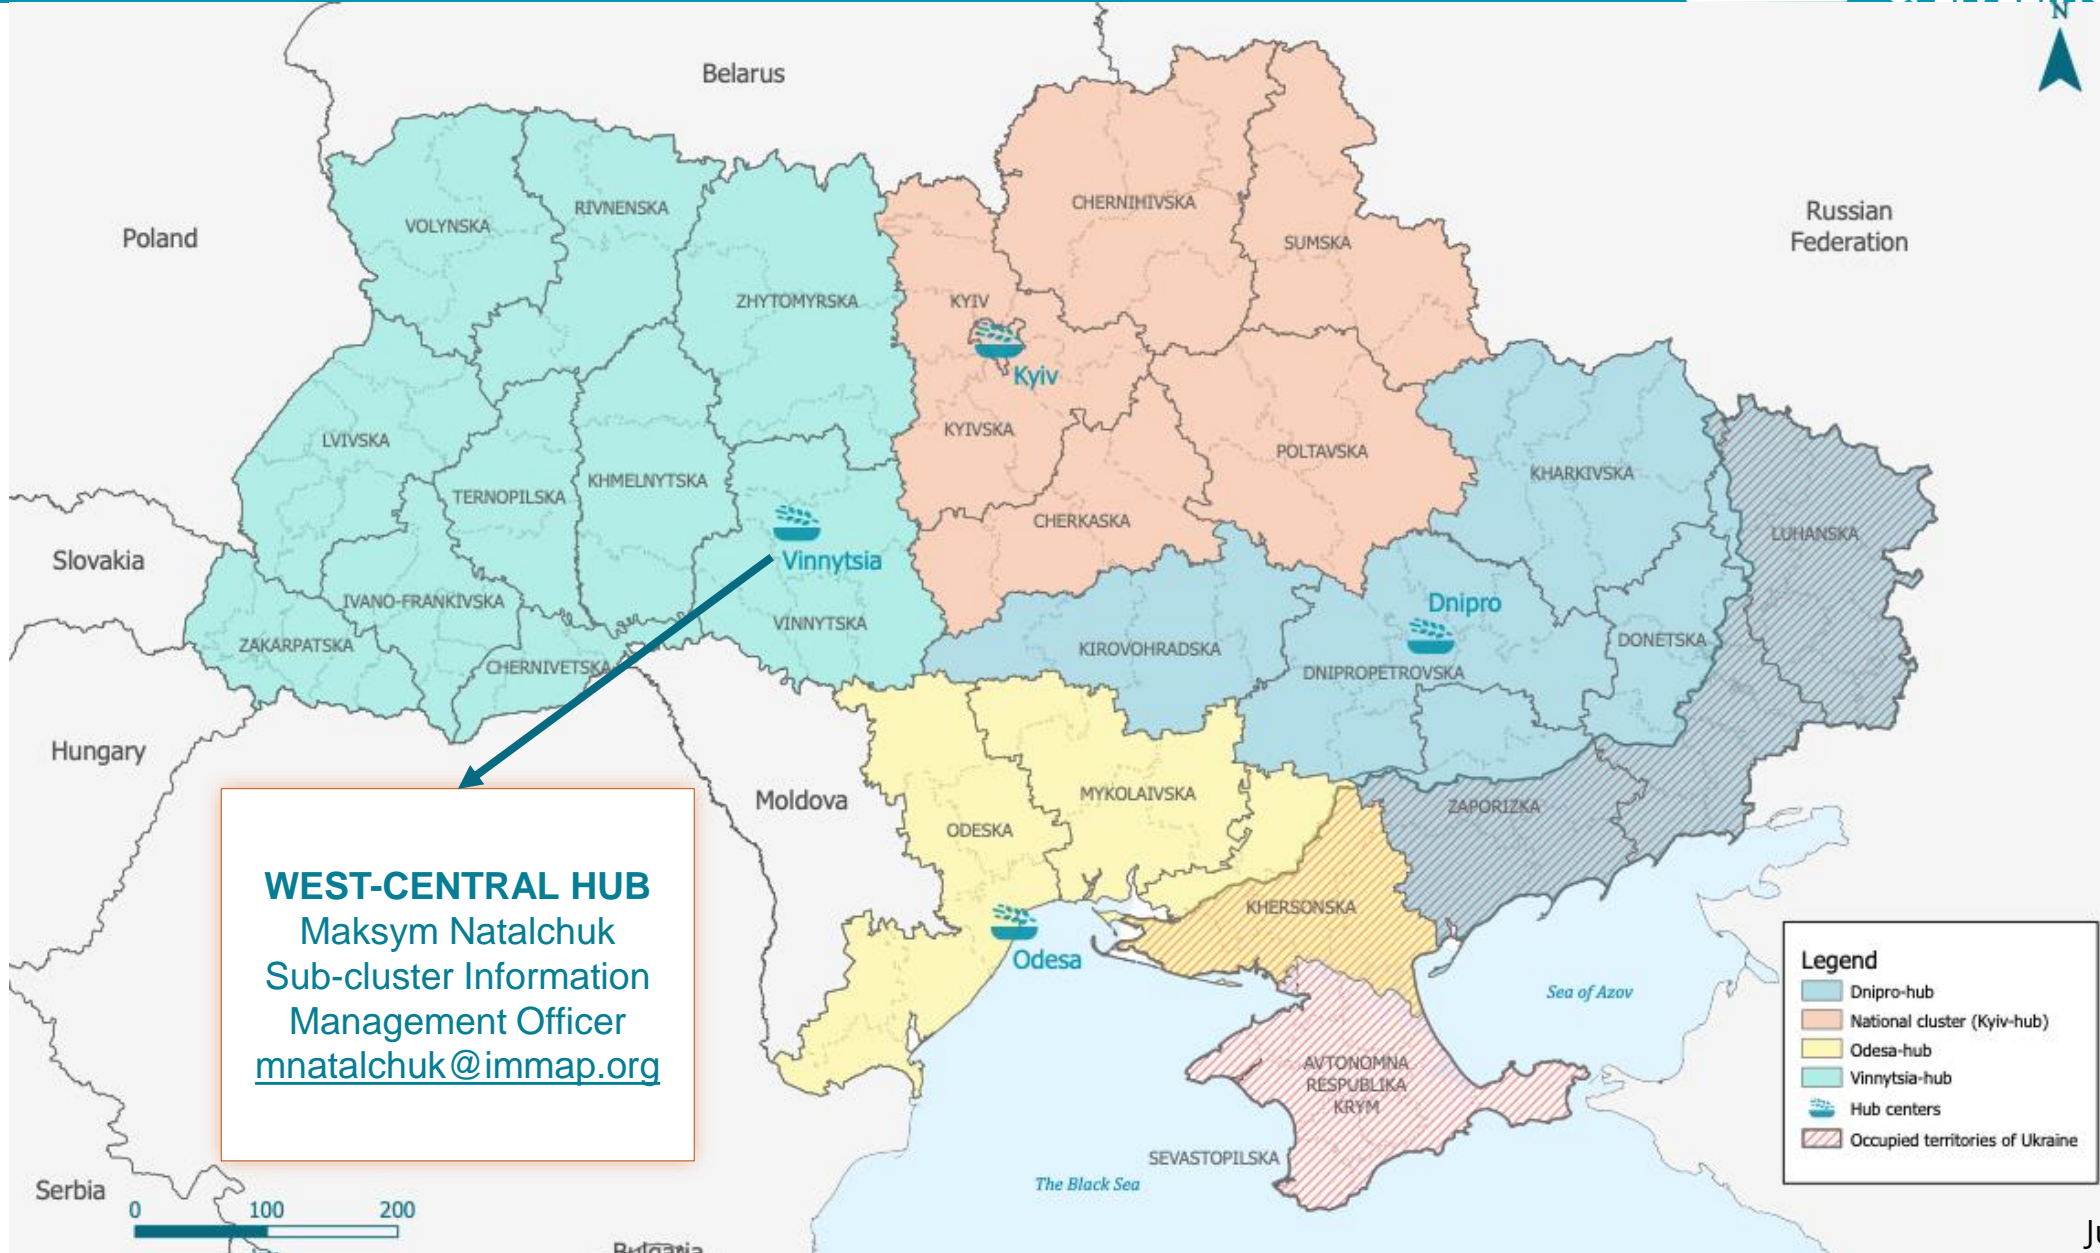 N
Belarus
Poland
Russian
Federation
VOLYNSKA
RIVNENSKA
CHERNIHIVSKA
SUMSKA
ZHYTOMYRSKA
KYIV
Kyiv
LVIVSKA
KYIVSKA
POLTAVSKA
TERNOPILSKA
KHMELNYTSKA
KHARKIVSKA
CHERKASKA
LUHANSKA
Slovakia
Vinnytsia
IVANO-FRANKIVSKA
Dnipro
VINNYTSKA
ZAKARPATSKA
KIROVOHRADSKA
DONETSKA
CHERNIVETSKA
DNIPROPETROVSKA
Hungary
Moldova
MYKOLAIVSKA
ZAPORIZKA
ODESKA
KHERSONSKA
Odesa
WEST-CENTRAL HUB
Maksym Natalchuk
Sub-cluster Information
Management Officer
mnatalchuk@immap.org
Sea of Azov
AVTONOMNA
RESPUBLIKA
KRYM
SEVASTOPILSKA
The Black Sea
Serbia
0 100 200
Bulgaria
Legend
Dnipro-hub
National cluster (Kyiv-hub)
Odesa-hub
Vinnytsia-hub
Hub centers
Occupied territories of Ukraine